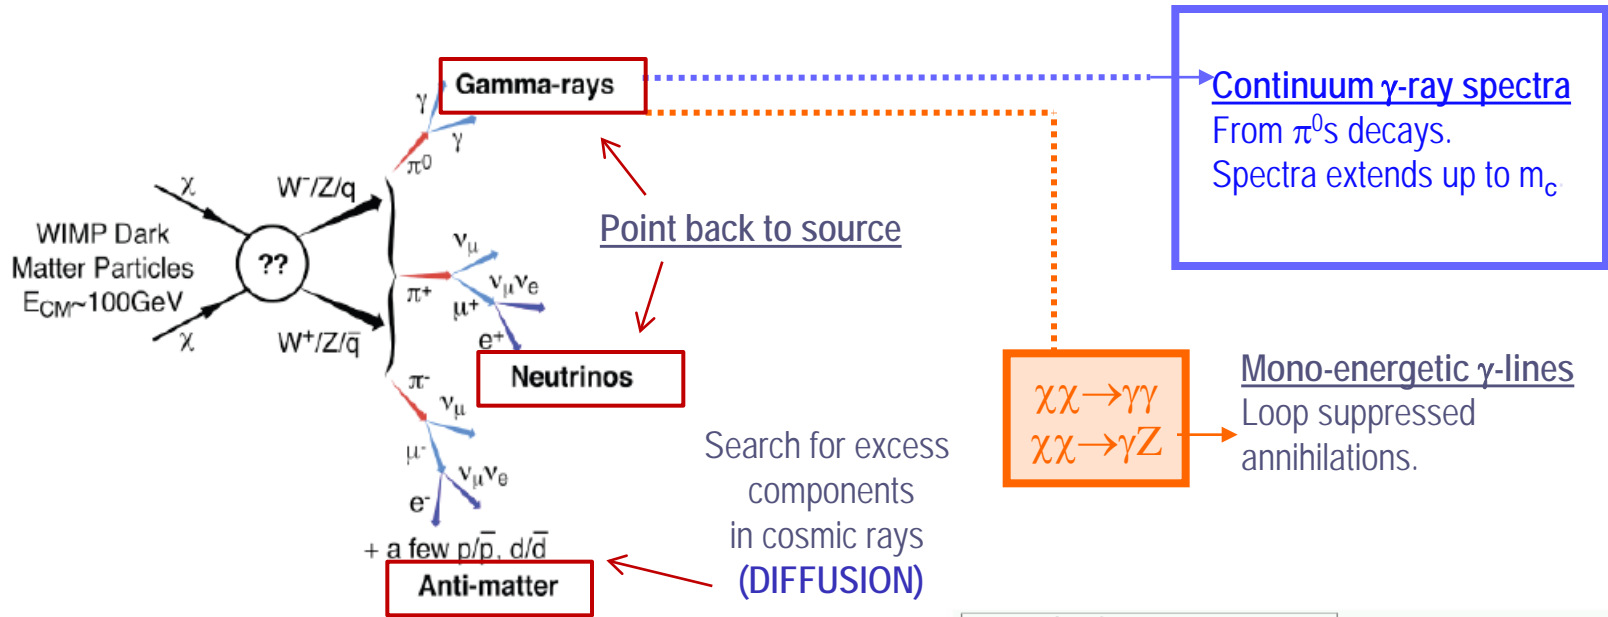 Gamma-rays
γ
γ
π⁰
χ
W⁻/Z/q
WIMP Dark
Matter Particles
E_CM~100GeV
??
χ
W⁺/Z/q̅
π⁺
ν_μ
μ⁺
ν_μν_e
e⁺
Neutrinos
π⁻
ν_μ
μ⁻
ν_μν_e
e⁻
+ a few p/p̅, d/d̅
Anti-matter
Point back to source
Search for excess
components
in cosmic rays
(DIFFUSION)
Continuum γ-ray spectra
From π⁰s decays.
Spectra extends up to m_c.
χχ→γγ
χχ→γZ
Mono-energetic γ-lines
Loop suppressed
annihilations.